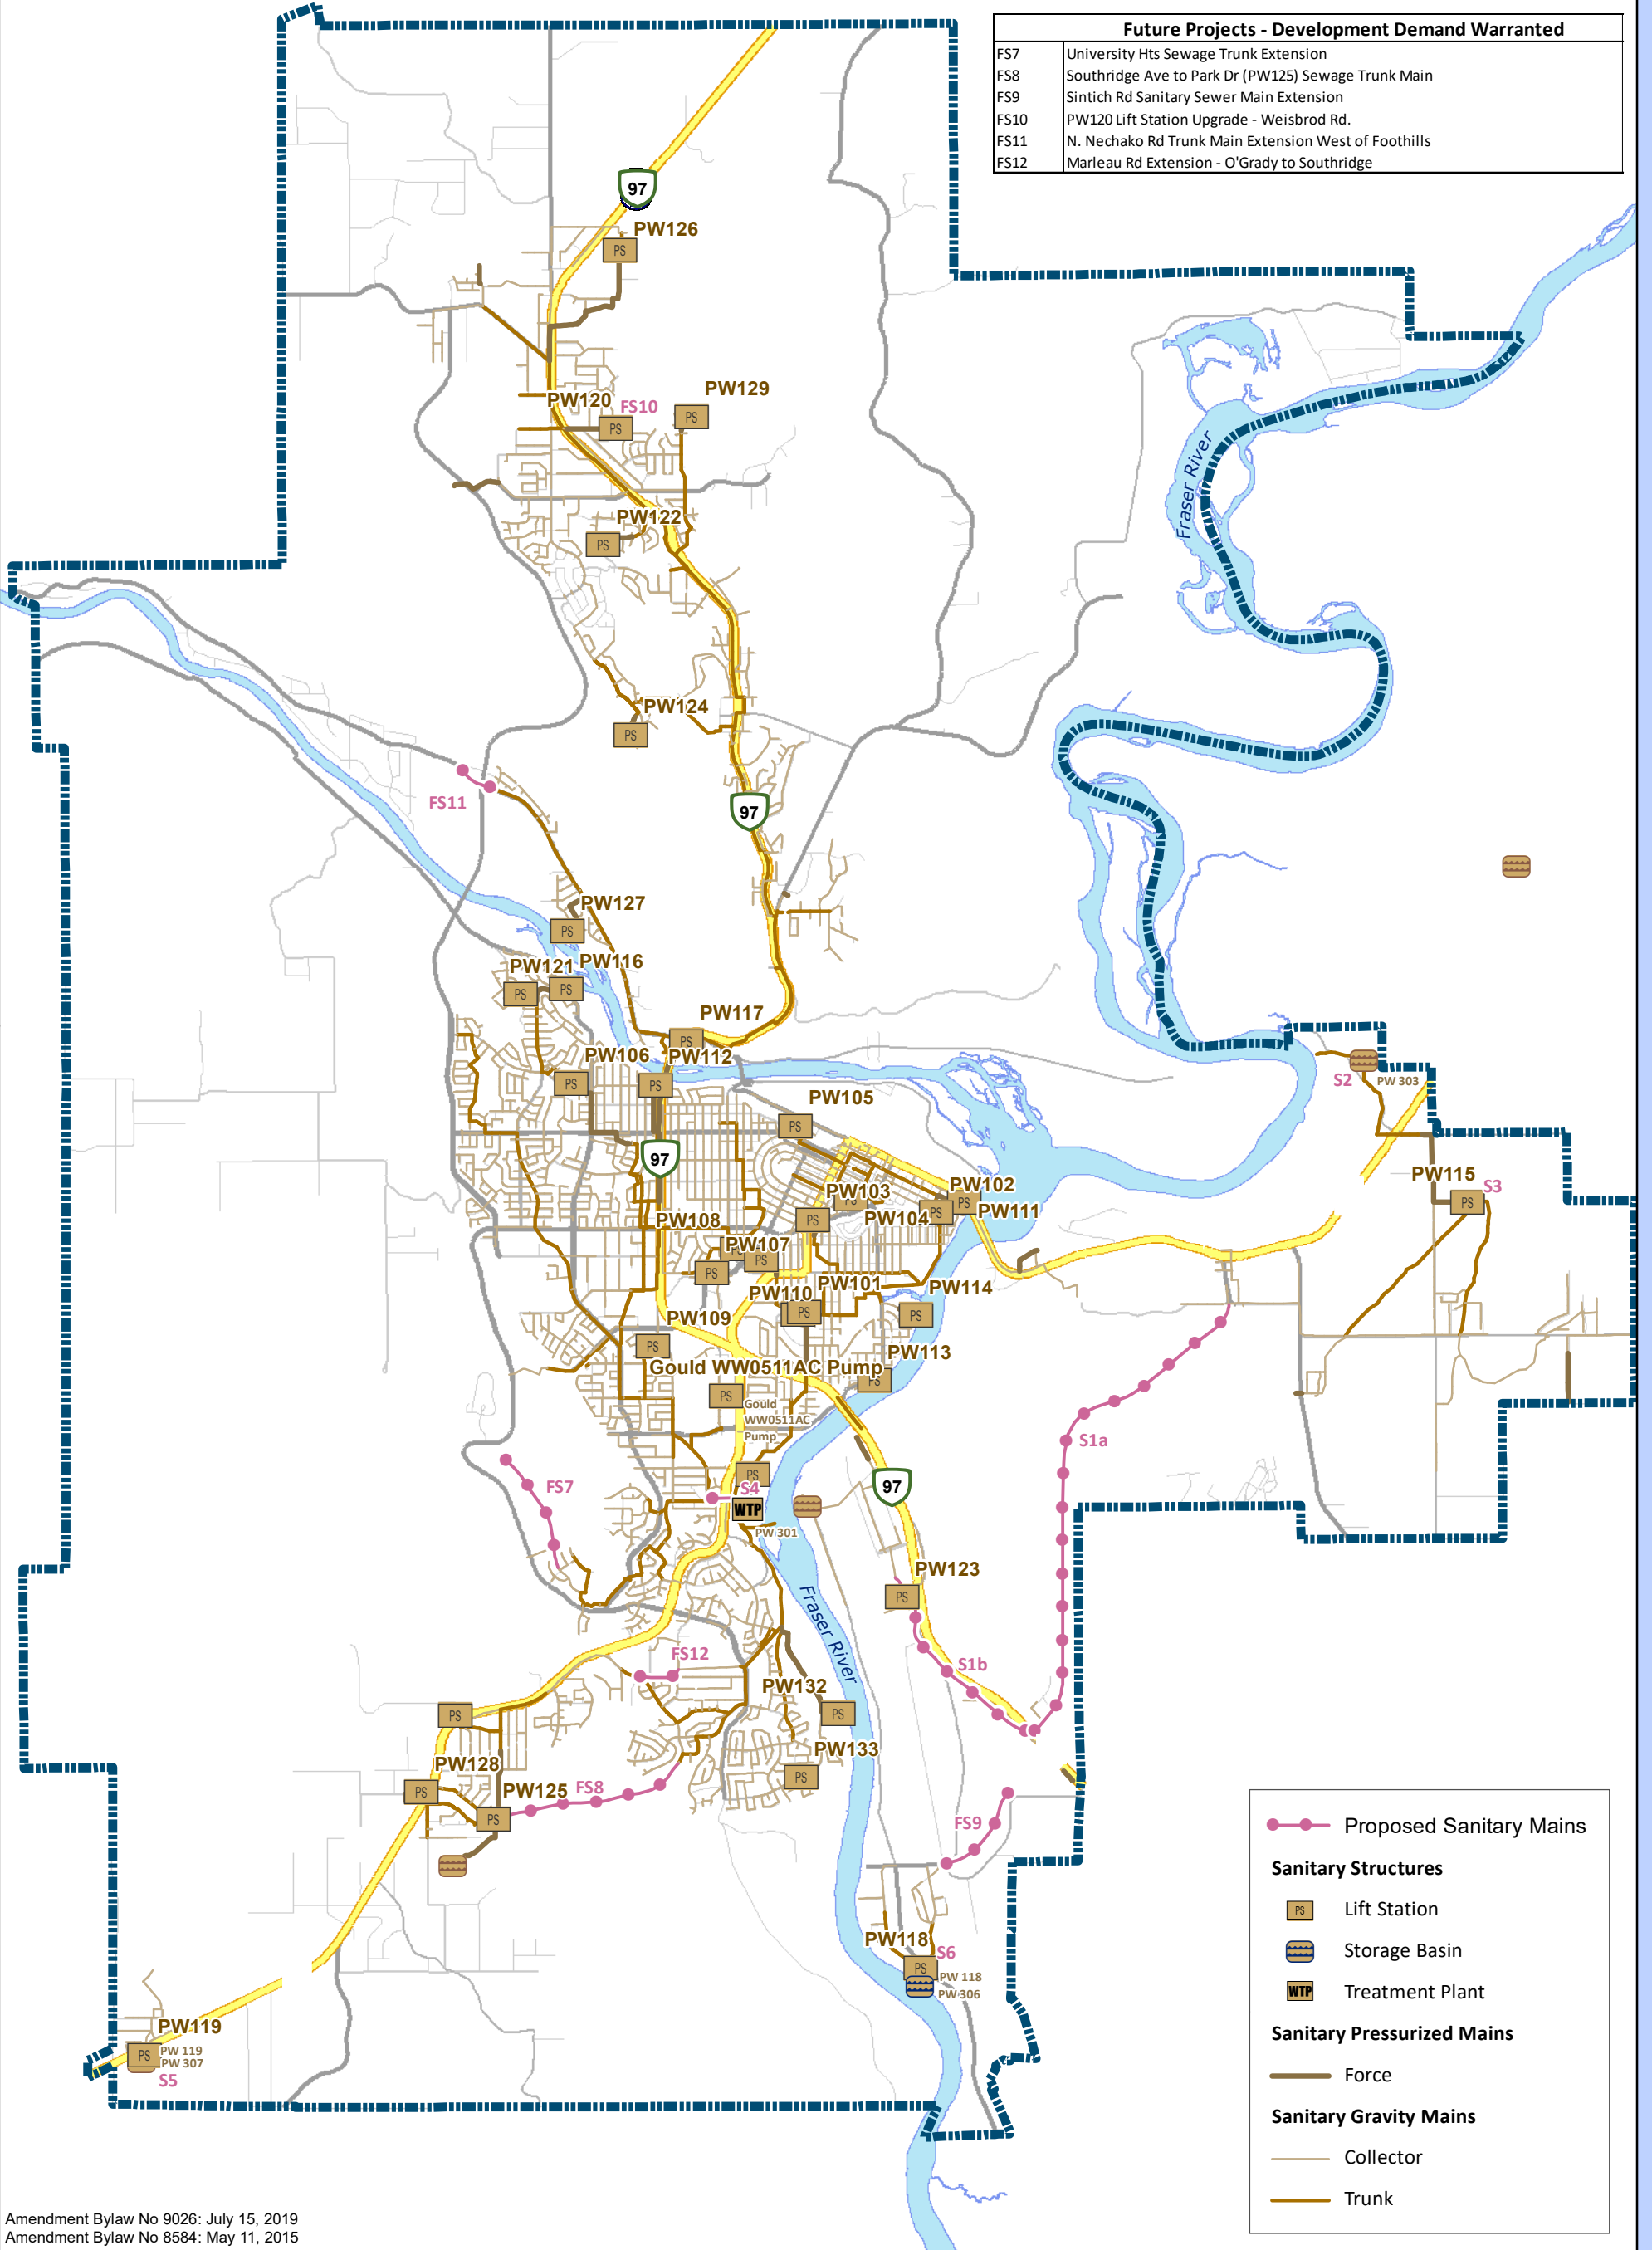 Future Projects - Development Demand Warranted
FS7 University Hts Sewage Trunk Extension
FS8 Southridge Ave to Park Dr (PW125) Sewage Trunk Main
FS9 Sintich Rd Sanitary Sewer Main Extension
FS10 PW120 Lift Station Upgrade - Weisbrod Rd.
FS11 N. Nechako Rd Trunk Main Extension West of Foothills
FS12 Marleau Rd Extension - O'Grady to Southridge
97
PW126
PS
PW129
PW120 FS10
PS
PS
Fraser River
PW122
PS
PW124
PS
FS11
97
PW127
PS
PW116
PW121
PS
PS
PW117
PS
PW106
PW112
PS
PS
S2
PW 303
PW105
PS
97
PW115
S3
PS
PW102
PW103
PS
PS
PW104
PS
PW111
PS
PW108
PW107
PS
PS
PS
PW101
PW110
PS
PW114
PS
PW109
PS
PW113
PS
Gould WW0511AC Pump
PS
Gould
WW0511AC
Pump
S1a
PS
S4
WTP
PW 301
97
FS7
PW123
PS
Fraser River
FS12
S1b
PW132
PS
PS
PW133
PS
PW128
PS
PW125
PS
FS8
FS9
PW118
S6
PS
PW 118
PW 306
PW119
PS
PW 119
PW 307
S5
Proposed Sanitary Mains
Sanitary Structures
PS Lift Station
Storage Basin
WTP Treatment Plant
Sanitary Pressurized Mains
Force
Sanitary Gravity Mains
Collector
Trunk
Amendment Bylaw No 9026: July 15, 2019
Amendment Bylaw No 8584: May 11, 2015